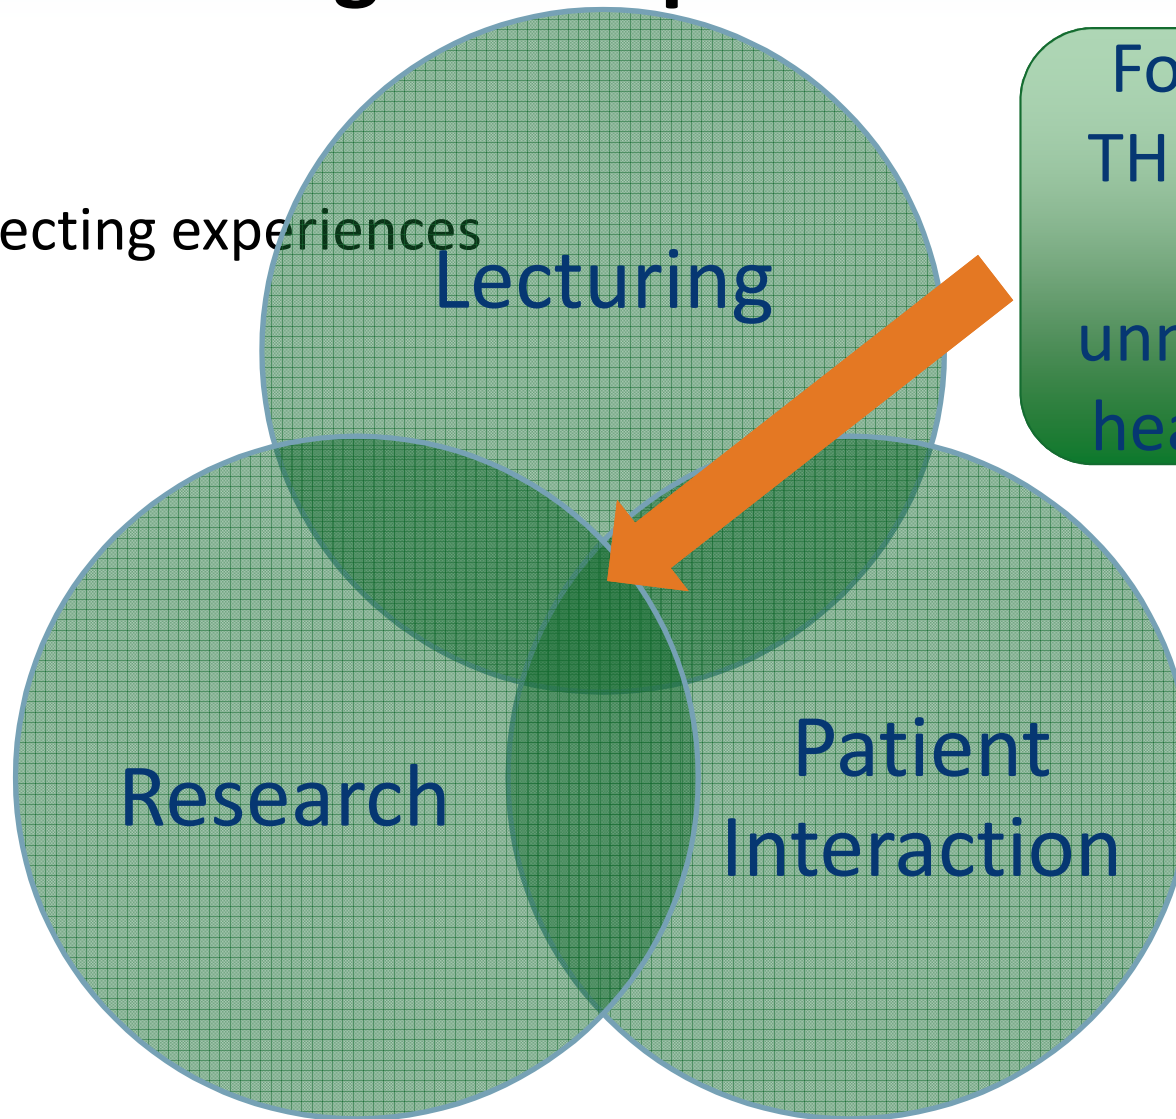 Fo
TH
ecting experiences
Lecturing
unr
hea
Research
Patient
Interaction